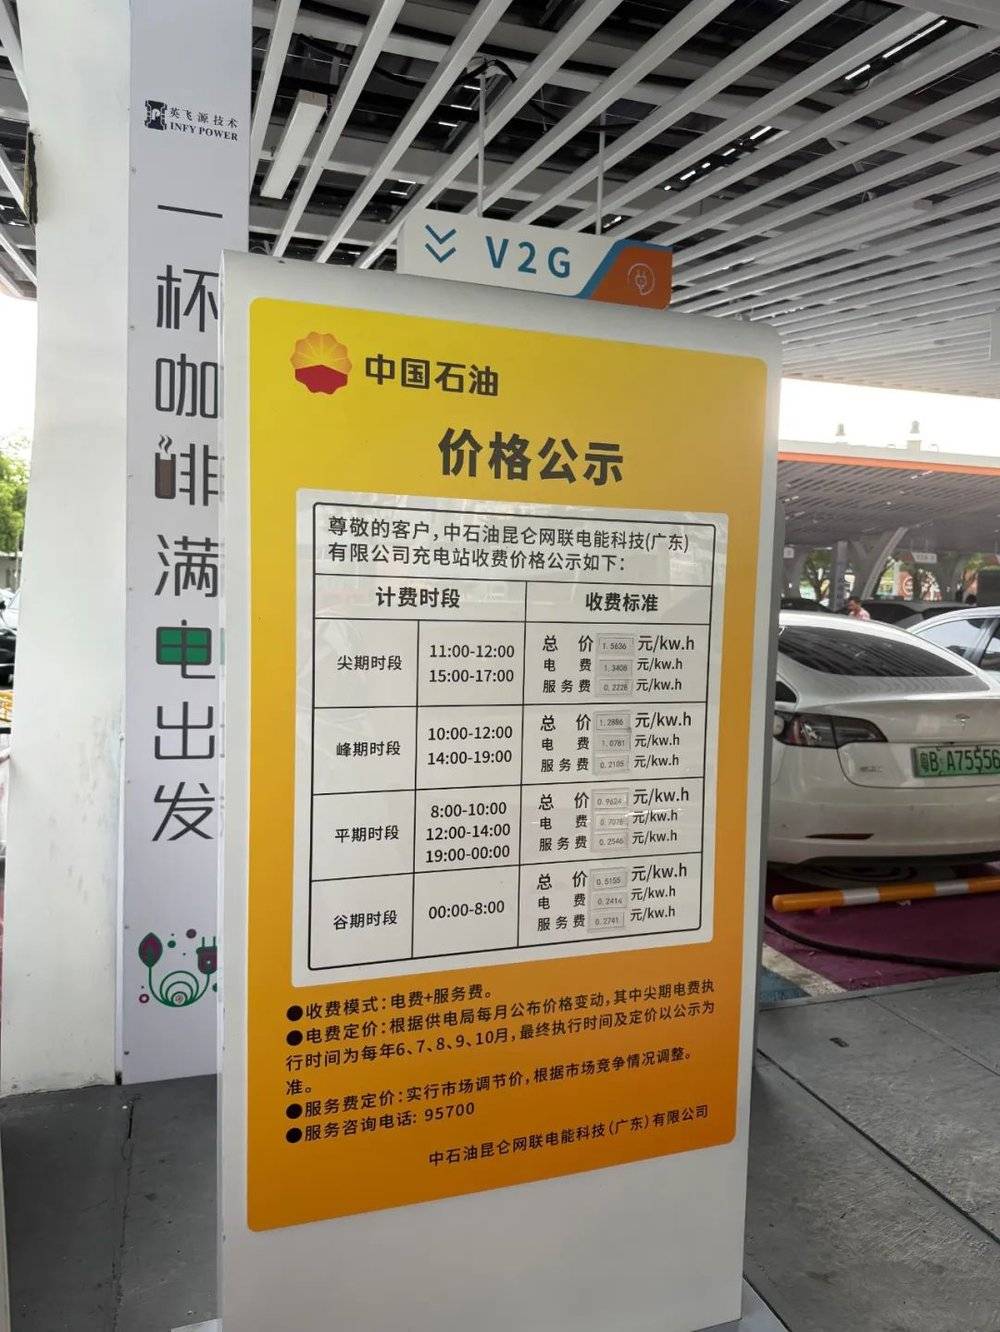 英飞源技术
INFY POWER
一杯咖啡满电出发
V2G
中国石油
价格公示
尊敬的客户,中石油昆仑网联电能科技(广东)
有限公司充电站收费价格公示如下:
计费时段 收费标准
尖期时段
11:00-12:00
15:00-17:00
总价 1.5636 元/kw.h
电费 1.3408 元/kw.h
服务费 0.2228 元/kw.h
峰期时段
10:00-12:00
14:00-19:00
总价 1.2886 元/kw.h
电费 1.0781 元/kw.h
服务费 0.2105 元/kw.h
平期时段
8:00-10:00
12:00-14:00
19:00-00:00
总价 0.9624 元/kw.h
电费 0.7078 元/kw.h
服务费 0.2546 元/kw.h
谷期时段
00:00-8:00
总价 0.5155 元/kw.h
电费 0.2414 元/kw.h
服务费 0.2741 元/kw.h
●收费模式:电费+服务费。
●电费定价:根据供电局每月公布价格变动,其中尖期电费执
行时间为每年6、7、8、9、10月,最终执行时间及定价以公示为
准。
●服务费定价:实行市场调节价,根据市场竞争情况调整。
●服务咨询电话: 95700
中石油昆仑网联电能科技(广东)有限公司
粤B A75556